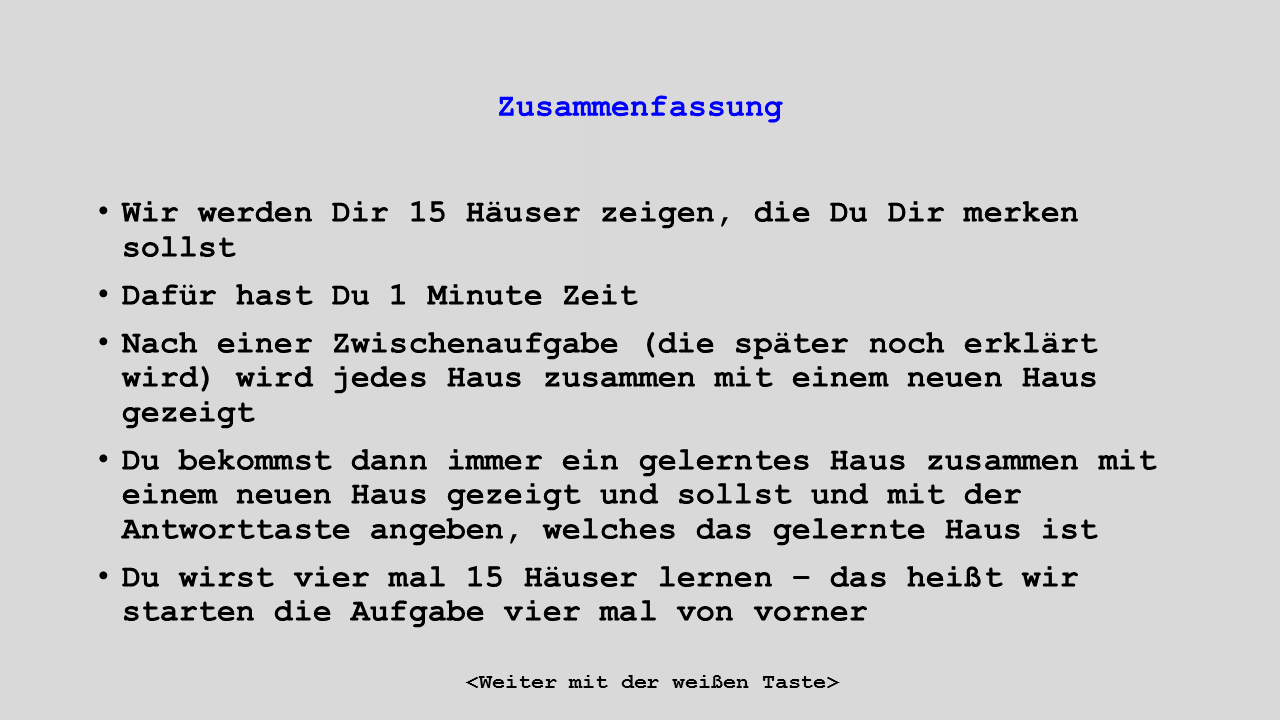 Zusammenfassung
• Wir werden Dir 15 Häuser zeigen, die Du Dir merken
sollst
• Dafür hast Du 1 Minute Zeit
• Nach einer Zwischenaufgabe (die später noch erklärt
wird) wird jedes Haus zusammen mit einem neuen Haus
gezeigt
• Du bekommst dann immer ein gelerntes Haus zusammen mit
einem neuen Haus gezeigt und sollst und mit der
Antworttaste angeben, welches das gelernte Haus ist
• Du wirst vier mal 15 Häuser lernen – das heißt wir
starten die Aufgabe vier mal von vorner
<Weiter mit der weißen Taste>